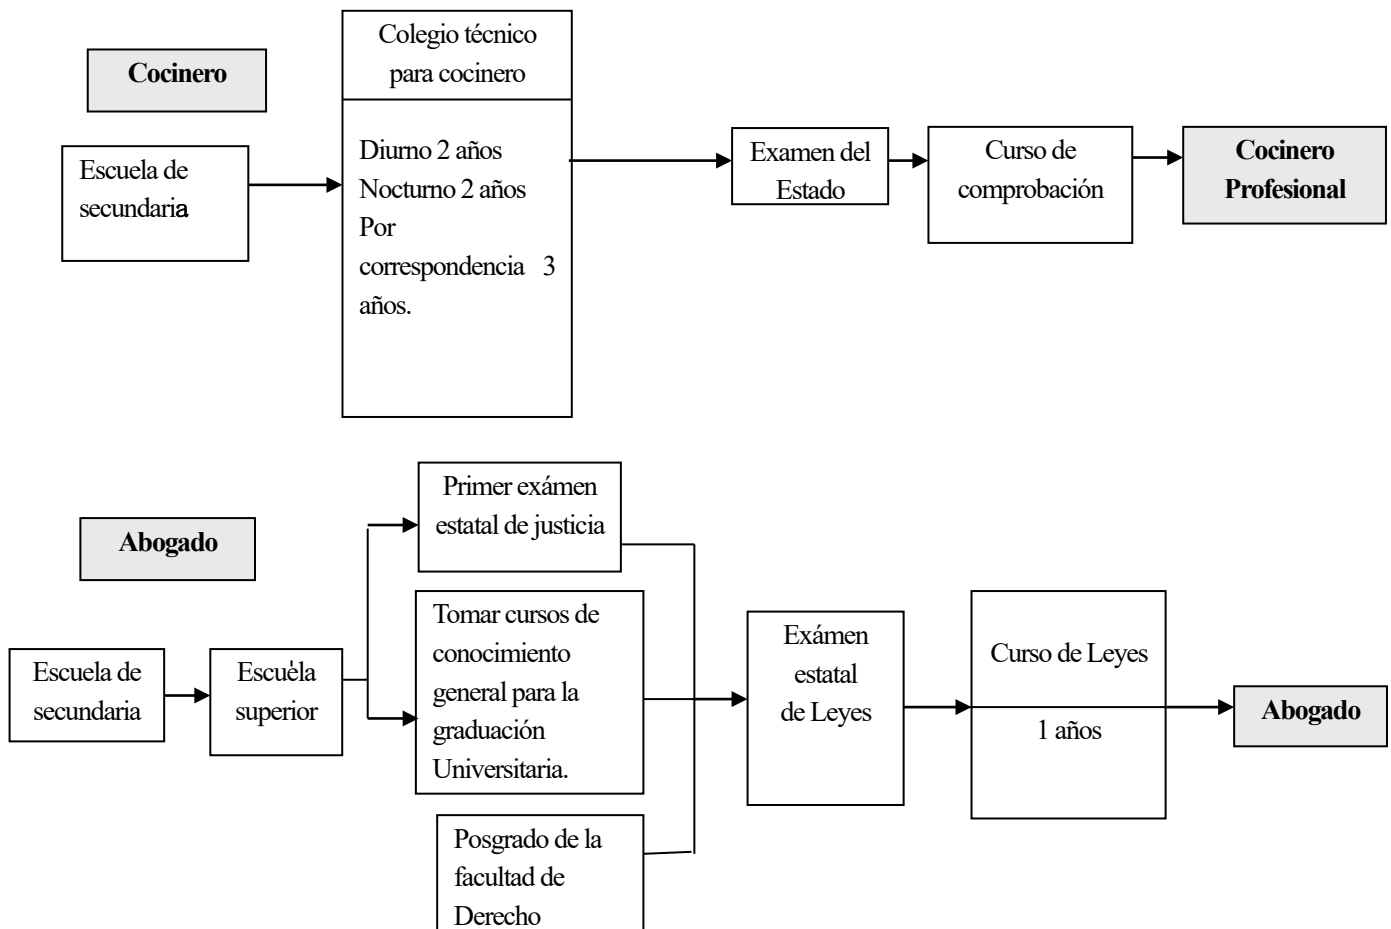 Cocinero
Escuela de
secundaria
Colegio técnico
para cocinero
Diurno 2 años
Nocturno 2 años
Por
correspondencia 3
años.
Examen del
Estado
Curso de
comprobación
Cocinero
Profesional
Abogado
Escuela de
secundaria
Escuela
superior
Primer exámen
estatal de justicia
Tomar cursos de
conocimiento
general para la
graduación
Universitaria.
Posgrado de la
facultad de
Derecho
Exámen
estatal
de Leyes
Curso de Leyes
1 años
Abogado